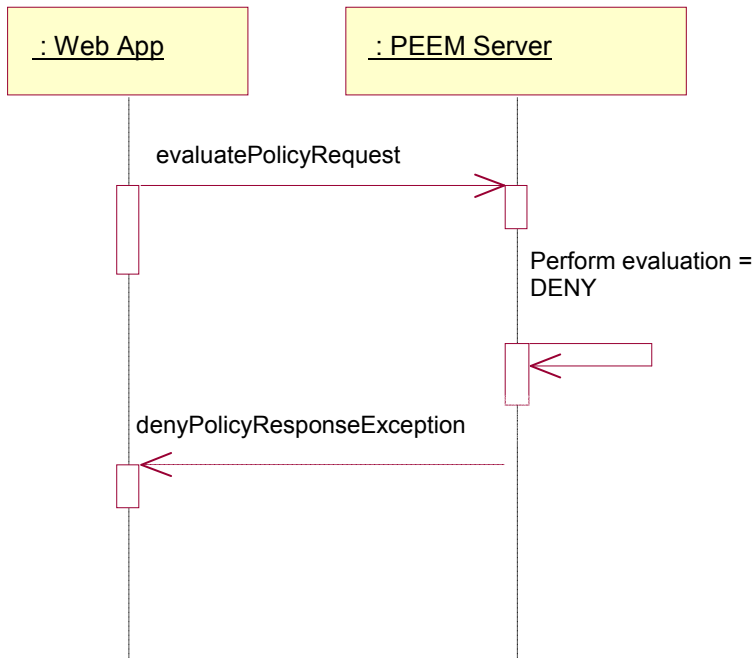 : Web App
: PEEM Server
evaluatePolicyRequest
Perform evaluation =
DENY
denyPolicyResponseException